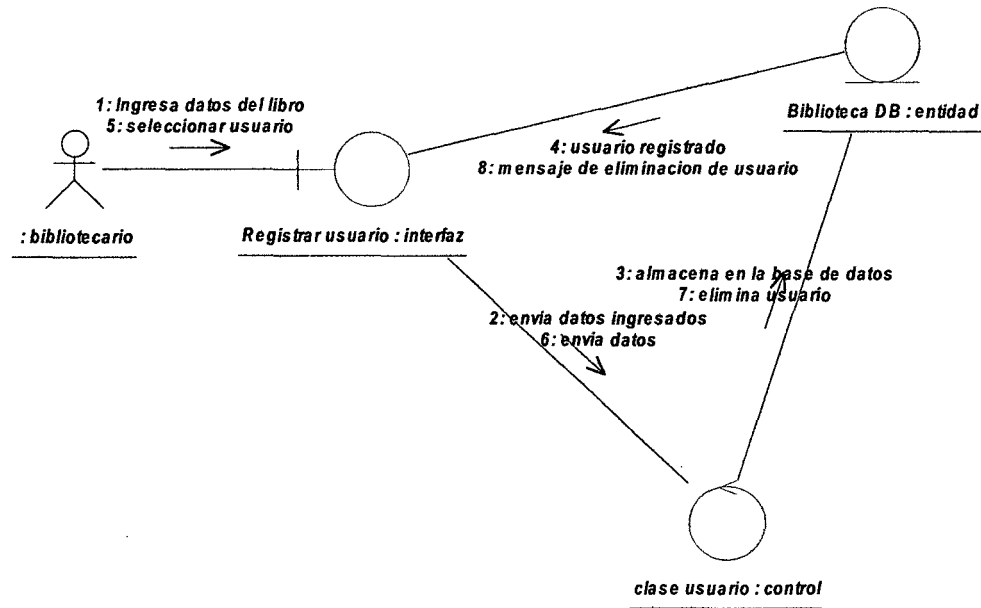 1: Ingresa datos del libro
5: seleccionar usuario
: bibliotecario
Registrar usuario : interfaz
Biblioteca DB : entidad
4: usuario registrado
8: mensaje de eliminacion de usuario
3: almacena en la base de datos
7: elimina usuario
2: envia datos ingresados
6: envia datos
clase usuario : control